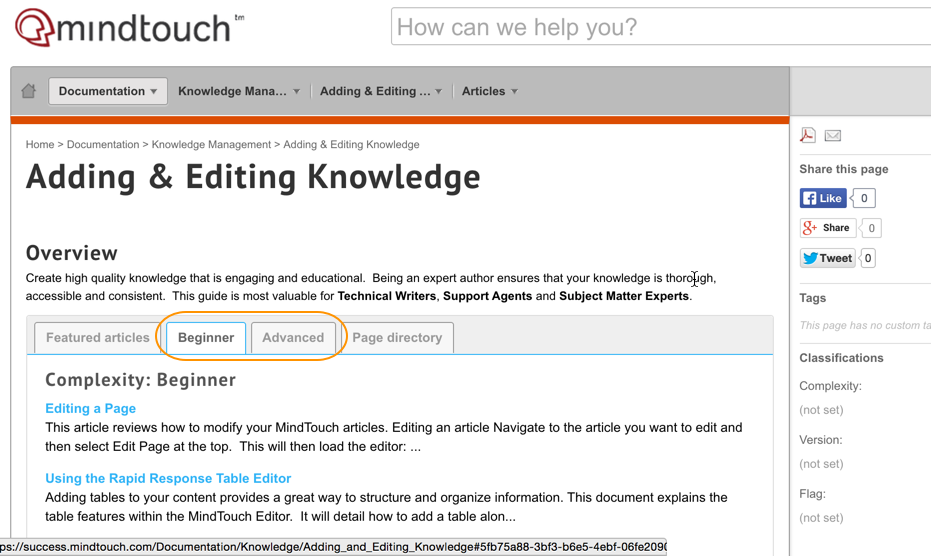 mindtouch™
How can we help you?
Documentation
Knowledge Mana...
Adding & Editing ...
Articles
Home > Documentation > Knowledge Management > Adding & Editing Knowledge
Adding & Editing Knowledge
Overview
Create high quality knowledge that is engaging and educational.  Being an expert author ensures that your knowledge is thorough,
accessible and consistent.  This guide is most valuable for Technical Writers, Support Agents and Subject Matter Experts.
Featured articles
Beginner
Advanced
Page directory
Complexity: Beginner
Editing a Page
This article reviews how to modify your MindTouch articles. Editing an article Navigate to the article you want to edit and
then select Edit Page at the top.  This will then load the editor: ...
Using the Rapid Response Table Editor
Adding tables to your content provides a great way to structure and organize information. This document explains the
table features within the MindTouch Editor.  It will detail how to add a table alon...
ps://success.mindtouch.com/Documentation/Knowledge/Adding_and_Editing_Knowledge#5fb75a88-3bf3-b6e5-4ebf-06fe209
Share this page
Like 0
g+ Share 0
Tweet 0
Tags
This page has no custom ta
Classifications
Complexity:
(not set)
Version:
(not set)
Flag:
(not set)